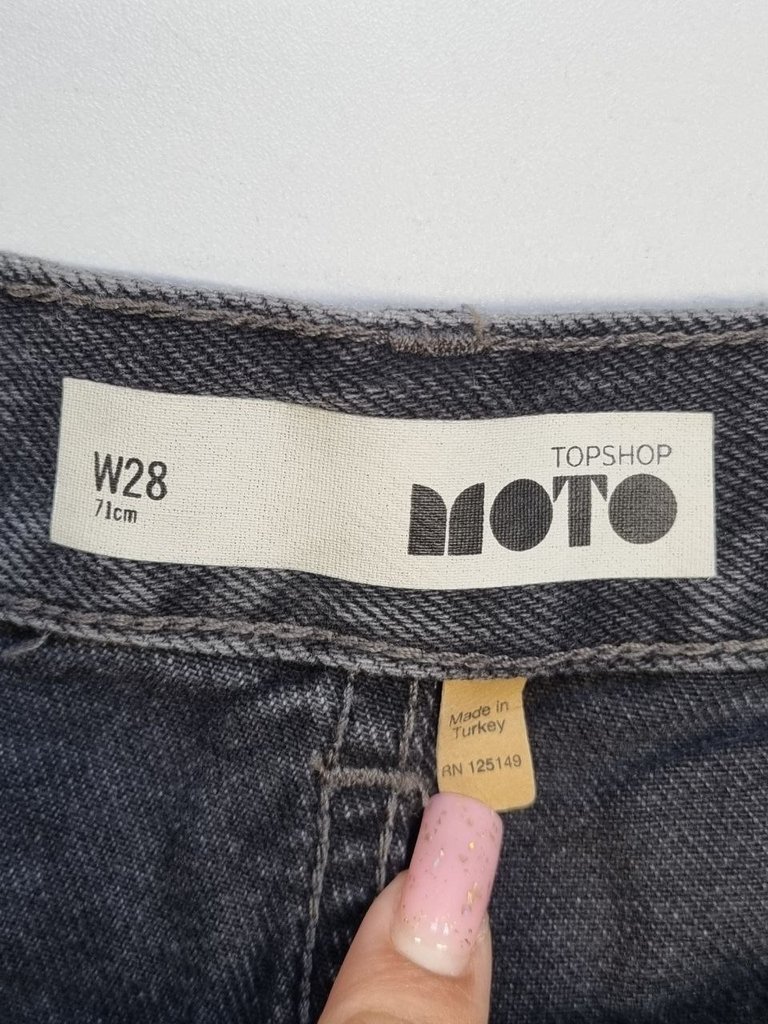 W28
71cm
TOPSHOP
MOTO
Made in
Turkey
RN 125149